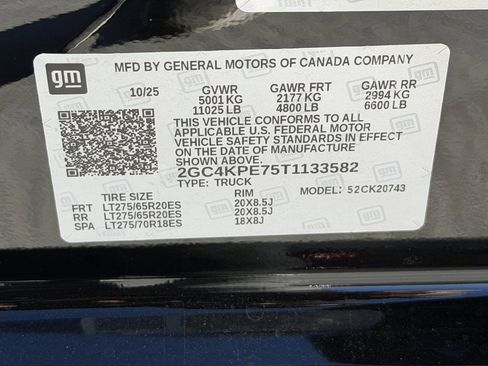 gm
MFD BY GENERAL MOTORS OF CANADA COMPANY
10/25 GVWR GAWR FRT GAWR RR
5001 KG 2177 KG 2994 KG
11025 LB 4800 LB 6600 LB
THIS VEHICLE CONFORMS TO ALL
APPLICABLE U.S. FEDERAL MOTOR
VEHICLE SAFETY STANDARDS IN EFFECT
ON THE DATE OF MANUFACTURE
SHOWN ABOVE.
2GC4KPE75T1133582
TYPE: TRUCK MODEL: 52CK20743
TIRE SIZE RIM
FRT LT275/65R20ES 20X8.5J
RR LT275/65R20ES 20X8.5J
SPA LT275/70R18ES 18X8J